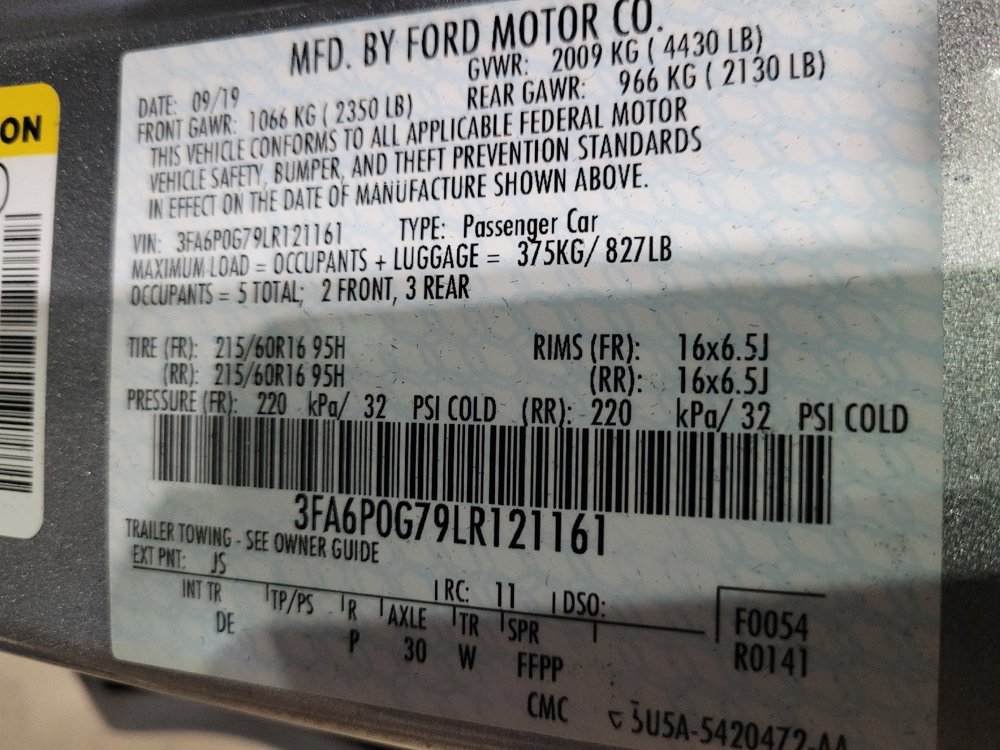 MFD. BY FORD MOTOR CO.
DATE: 09/19 GVWR: 2009 KG ( 4430 LB)
FRONT GAWR: 1066 KG ( 2350 LB) REAR GAWR: 966 KG ( 2130 LB)
THIS VEHICLE CONFORMS TO ALL APPLICABLE FEDERAL MOTOR
VEHICLE SAFETY, BUMPER, AND THEFT PREVENTION STANDARDS
IN EFFECT ON THE DATE OF MANUFACTURE SHOWN ABOVE.
VIN: 3FA6P0G79LR121161 TYPE: Passenger Car
MAXIMUM LOAD = OCCUPANTS + LUGGAGE = 375KG/ 827LB
OCCUPANTS = 5 TOTAL; 2 FRONT, 3 REAR
TIRE (FR): 215/60R16 95H RIMS (FR): 16x6.5J
(RR): 215/60R16 95H (RR): 16x6.5J
PRESSURE (FR): 220 kPa/ 32 PSI COLD (RR): 220 kPa/ 32 PSI COLD
3FA6P0G79LR121161
TRAILER TOWING - SEE OWNER GUIDE
EXT PNT: JS RC: 11 DSO:
INT TR TP/PS R AXLE TR SPR F0054
DE P 30 W FFPP R0141
CMC 5U5A-5420472-AA
ON